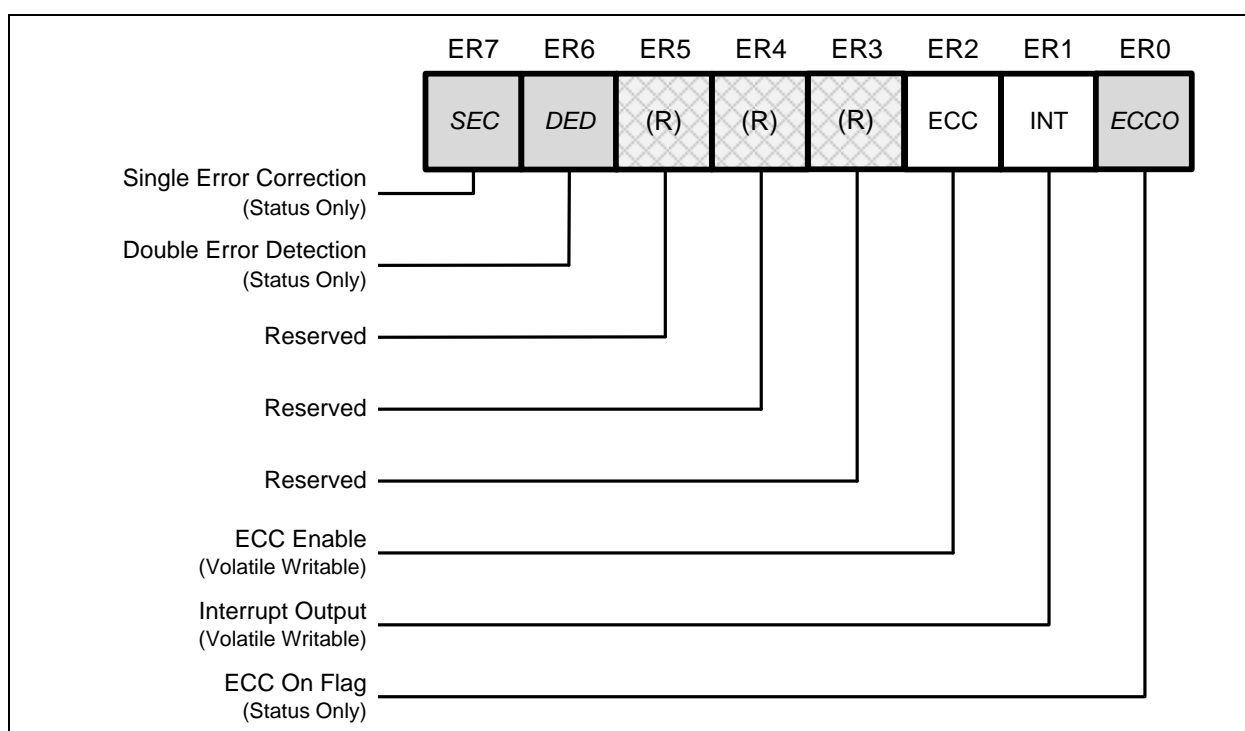 ER7 ER6 ER5 ER4 ER3 ER2 ER1 ER0
SEC DED (R) (R) (R) ECC INT ECCO
Single Error Correction
(Status Only)
Double Error Detection
(Status Only)
Reserved
Reserved
Reserved
ECC Enable
(Volatile Writable)
Interrupt Output
(Volatile Writable)
ECC On Flag
(Status Only)